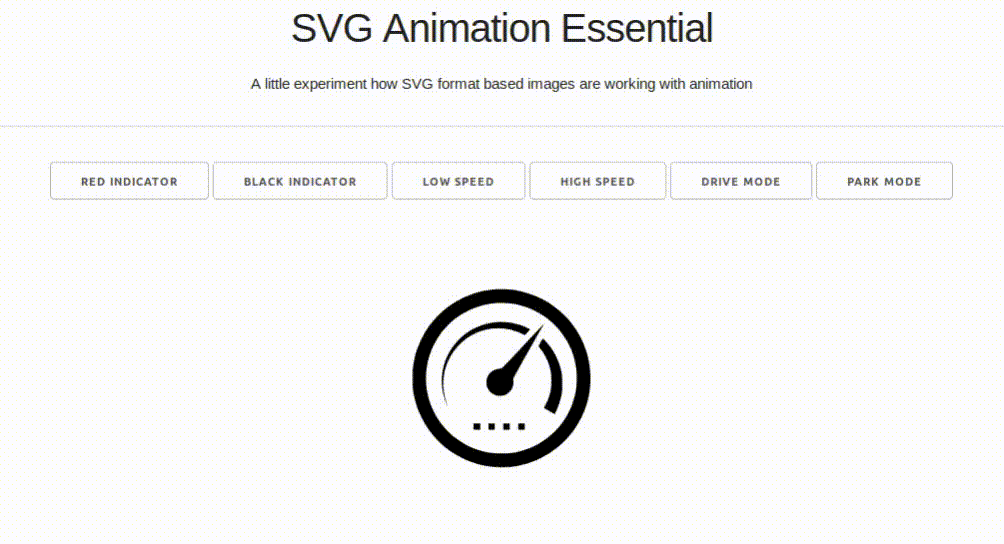 SVG Animation Essential
A little experiment how SVG format based images are working with animation
RED INDICATOR BLACK INDICATOR LOW SPEED HIGH SPEED DRIVE MODE PARK MODE